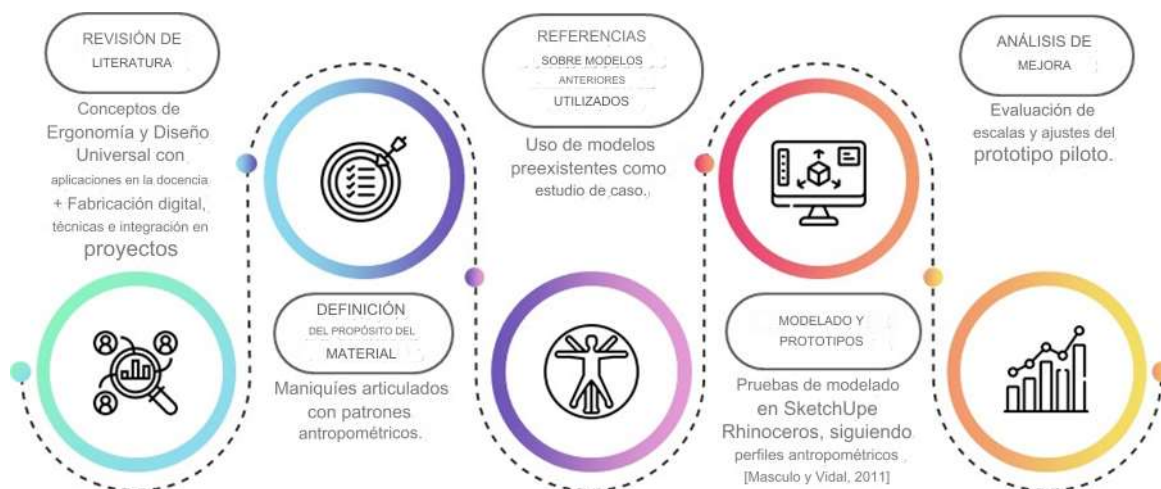 REVISIÓN DE
LITERATURA
Conceptos de
Ergonomía y Diseño
Universal con
aplicaciones en la docencia
+ Fabricación digital,
técnicas e integración en
proyectos
DEFINICIÓN
DEL PROPÓSITO DEL
MATERIAL
Maniquíes articulados
con patrones
antropométricos.
REFERENCIAS
SOBRE MODELOS
ANTERIORES
UTILIZADOS
Uso de modelos
preexistentes como
estudio de caso.
MODELADO Y
PROTOTIPOS
Pruebas de modelado
en SketchUpe
Rhinoceros, siguiendo
perfiles antropométricos
[Masculo y Vidal, 2011]
ANÁLISIS DE
MEJORA
Evaluación de
escalas y ajustes del
prototipo piloto.